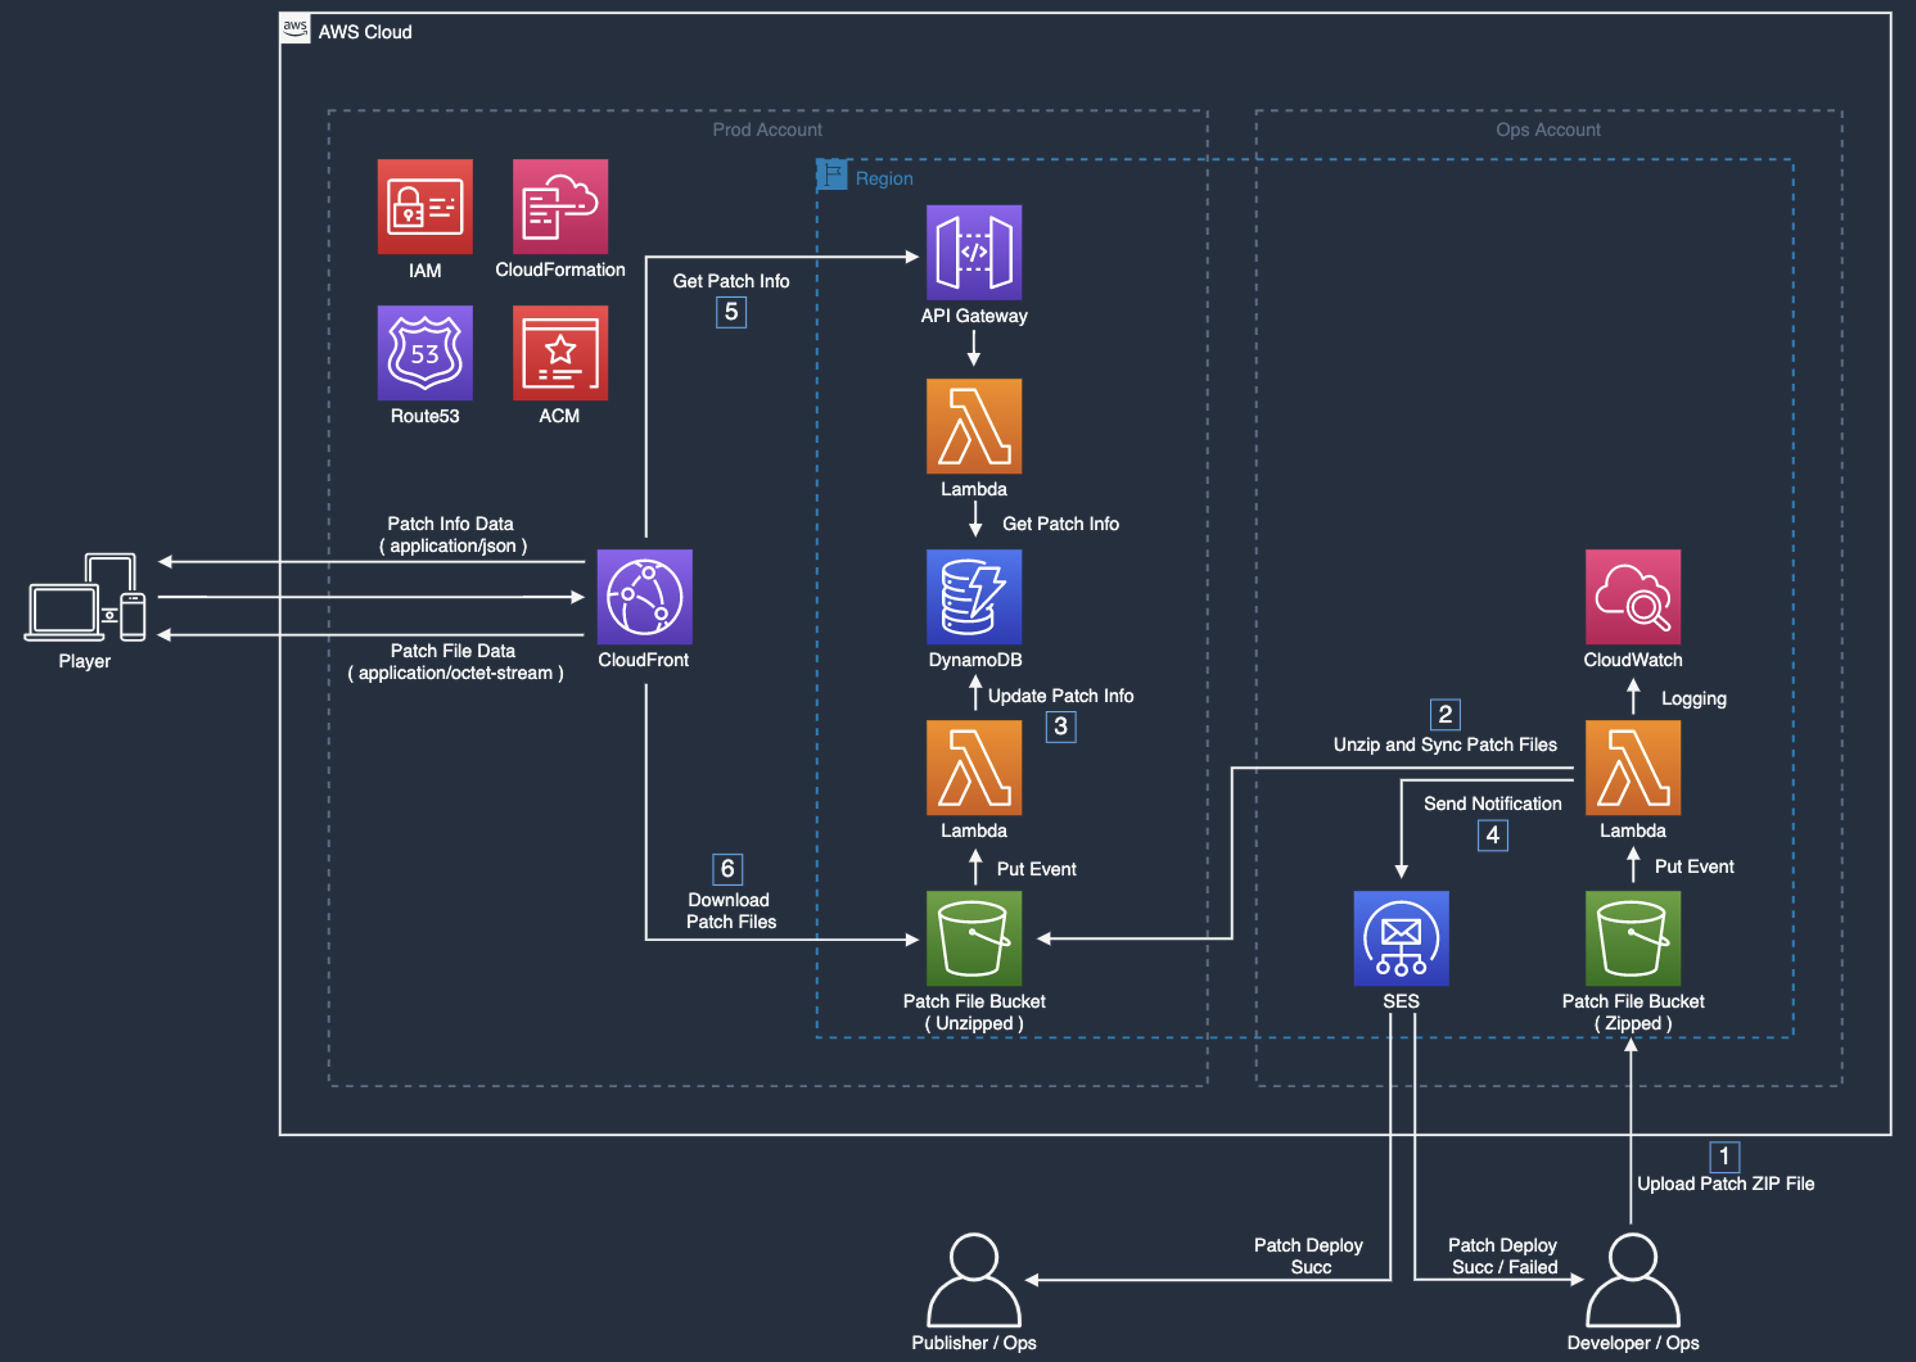 aws
AWS Cloud
Prod Account
Ops Account
Region
IAM
CloudFormation
53
Route53
ACM
Get Patch Info
5
API Gateway
Lambda
Get Patch Info
DynamoDB
Patch Info Data
( application/json )
Player
Patch File Data
( application/octet-stream )
CloudFront
Update Patch Info
3
Lambda
Put Event
6
Download
Patch Files
Patch File Bucket
( Unzipped )
CloudWatch
Logging
2
Unzip and Sync Patch Files
Send Notification
4
Lambda
Put Event
SES
Patch File Bucket
( Zipped )
1
Upload Patch ZIP File
Patch Deploy
Succ
Patch Deploy
Succ / Failed
Publisher / Ops
Developer / Ops